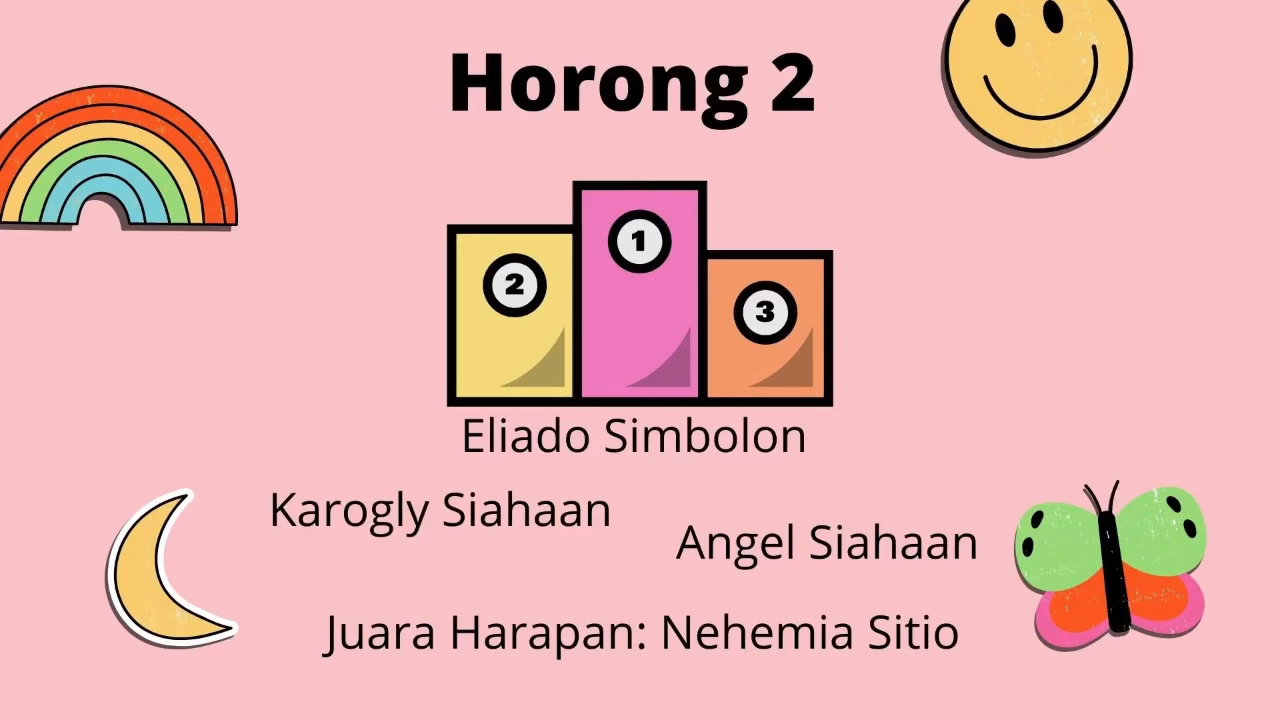 Horong 2
1
2
3
Eliado Simbolon
Karogly Siahaan
Angel Siahaan
Juara Harapan: Nehemia Sitio